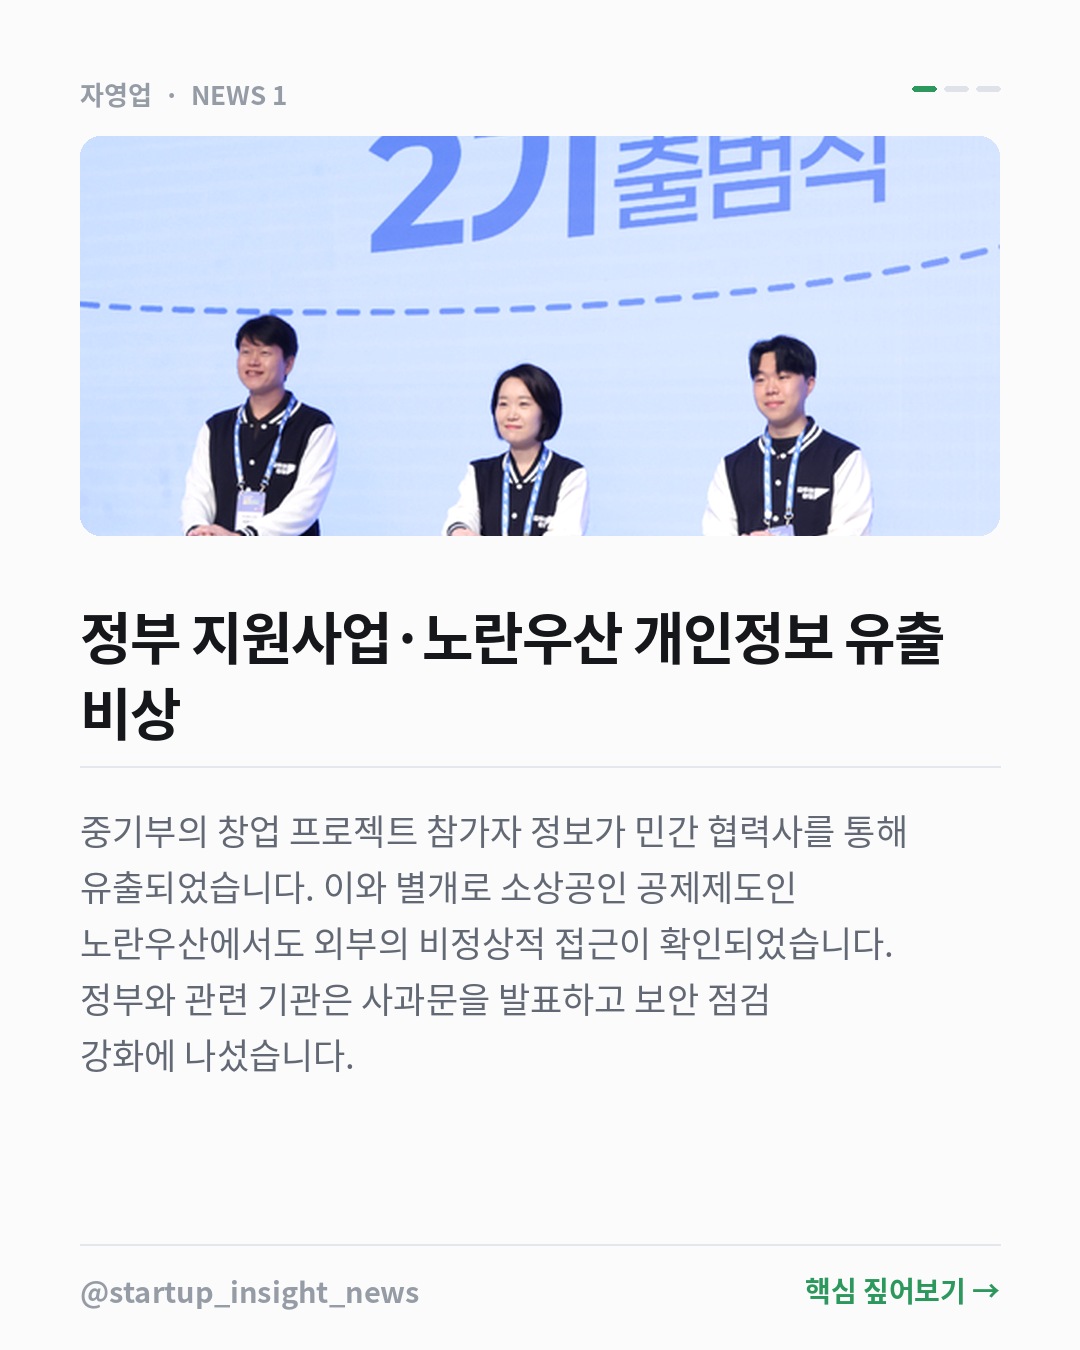 자영업 · NEWS 1
2기 출범식
정부 지원사업·노란우산 개인정보 유출
비상
중기부의 창업 프로젝트 참가자 정보가 민간 협력사를 통해
유출되었습니다. 이와 별개로 소상공인 공제제도인
노란우산에서도 외부의 비정상적 접근이 확인되었습니다.
정부와 관련 기관은 사과문을 발표하고 보안 점검
강화에 나섰습니다.
@startup_insight_news
핵심 짚어보기 →